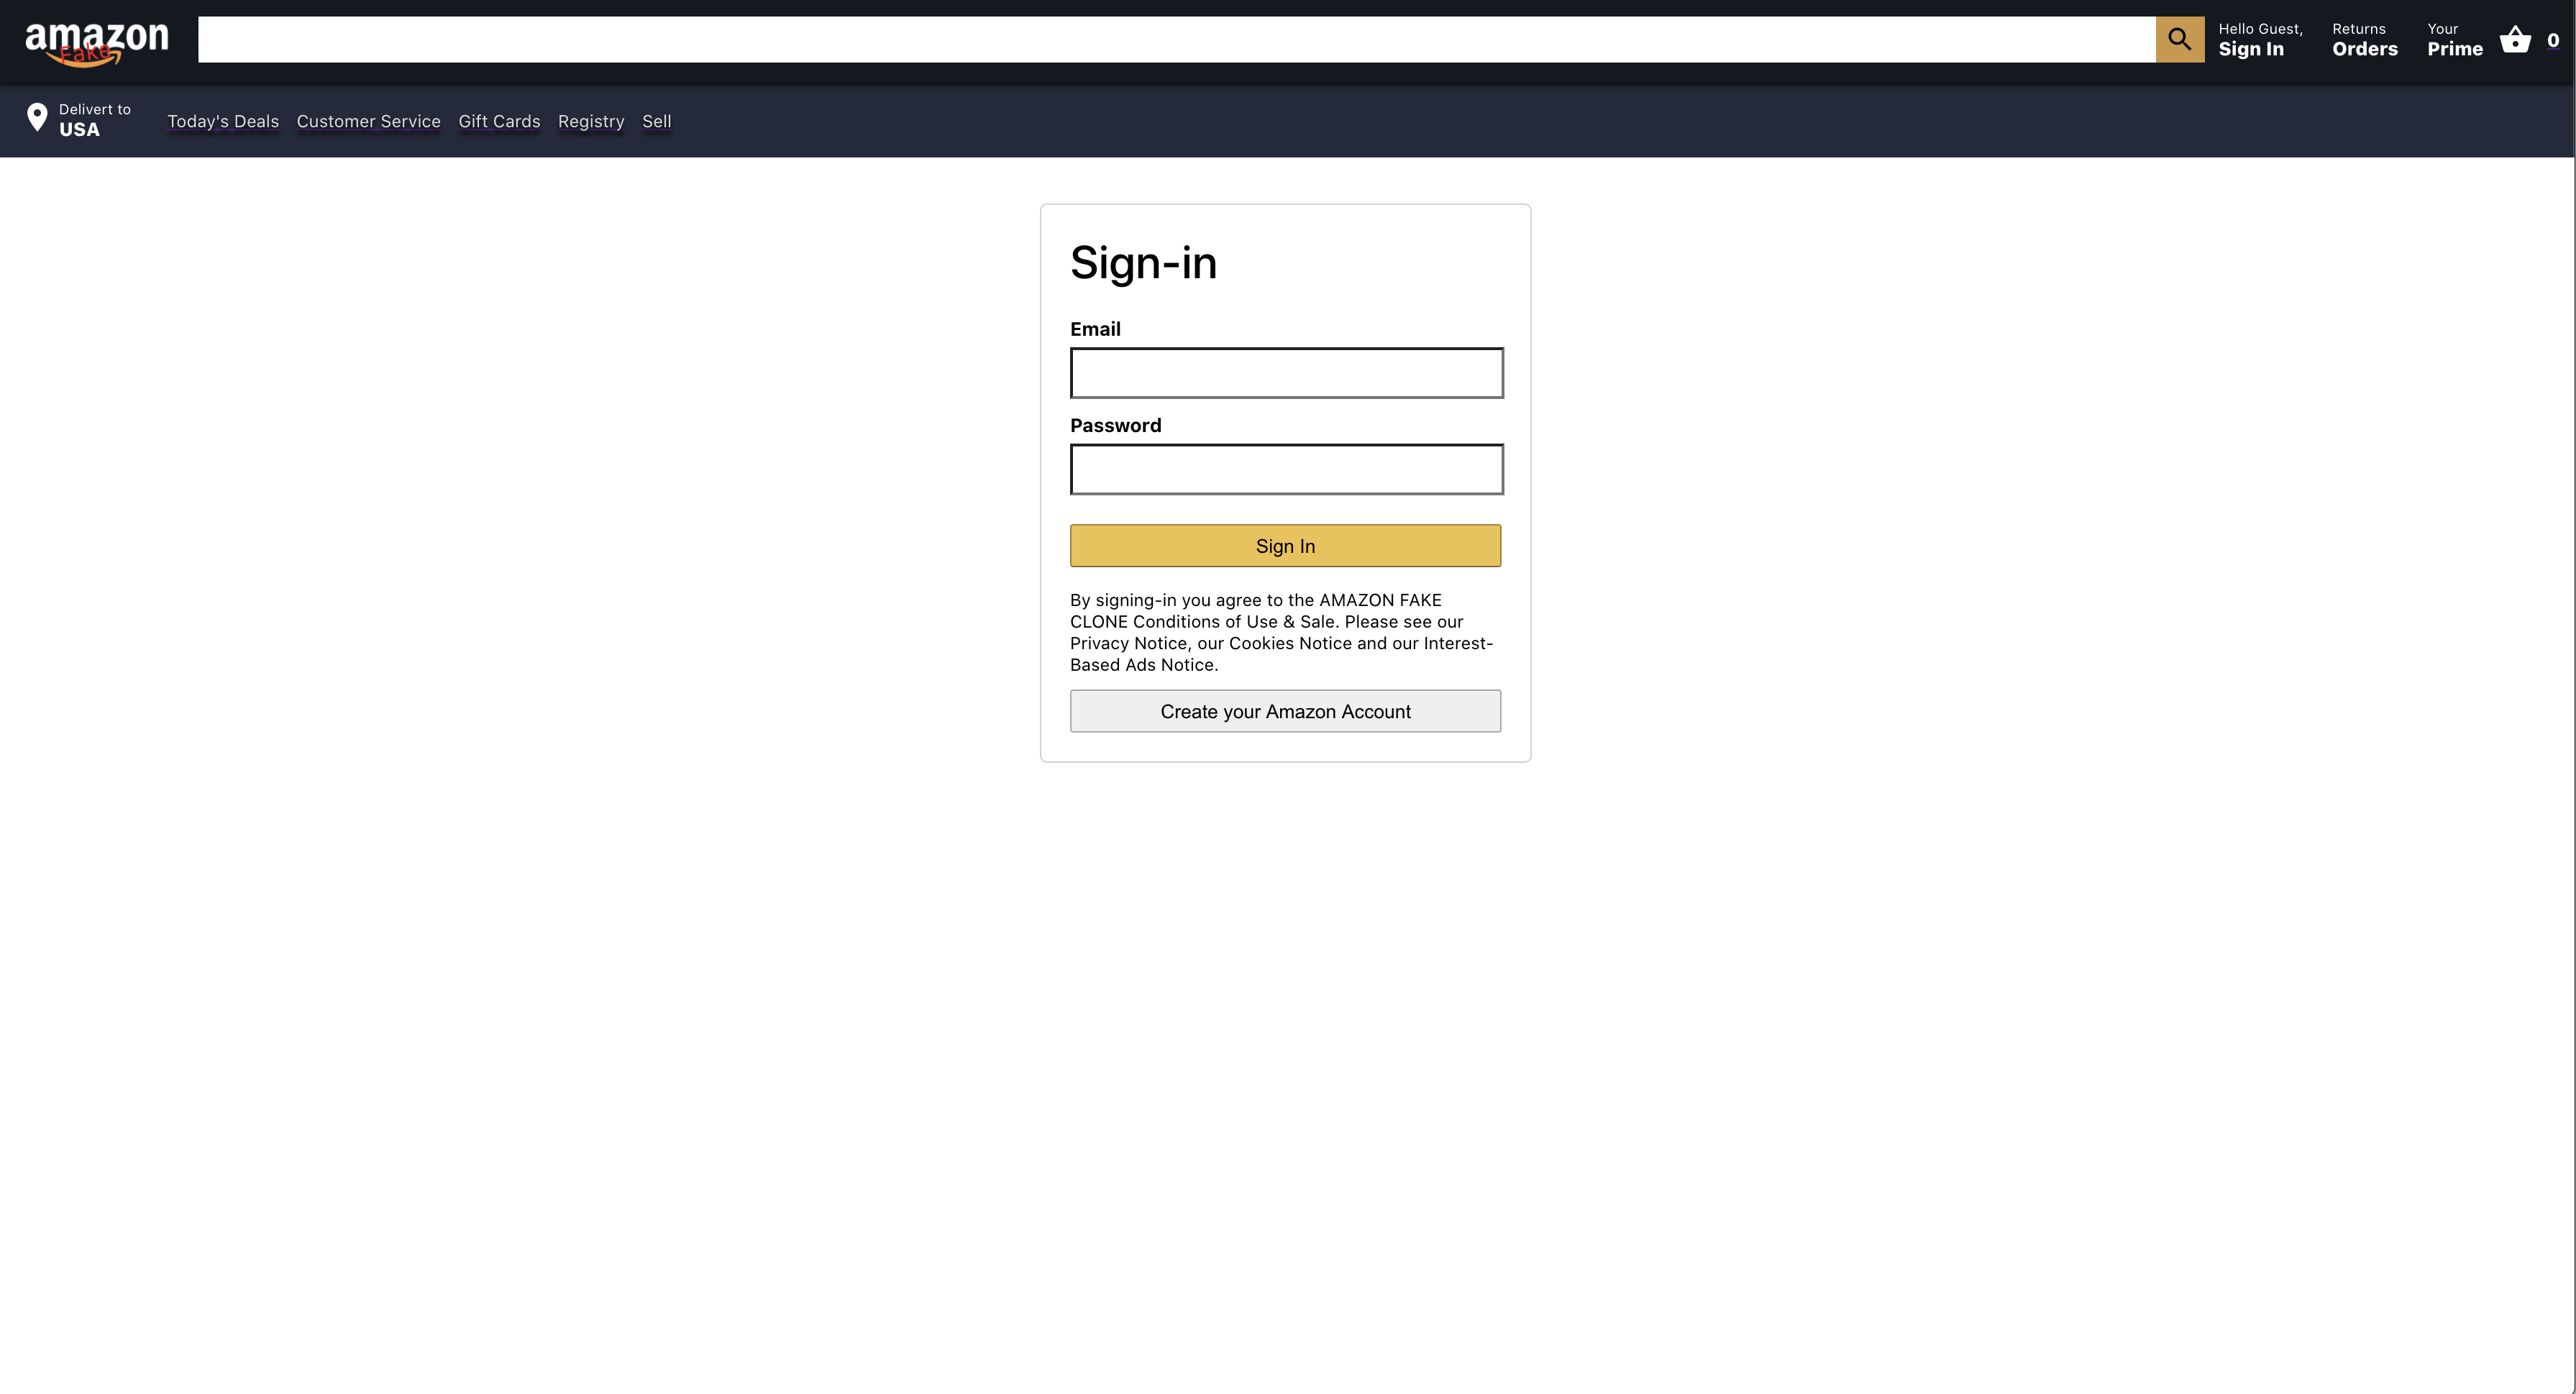 amazon
Fake
Hello Guest,
Sign In
Returns
Orders
Your
Prime
0
Delivert to
USA
Today's Deals Customer Service Gift Cards Registry Sell
Sign-in
Email
Password
Sign In
By signing-in you agree to the AMAZON FAKE
CLONE Conditions of Use & Sale. Please see our
Privacy Notice, our Cookies Notice and our Interest-
Based Ads Notice.
Create your Amazon Account